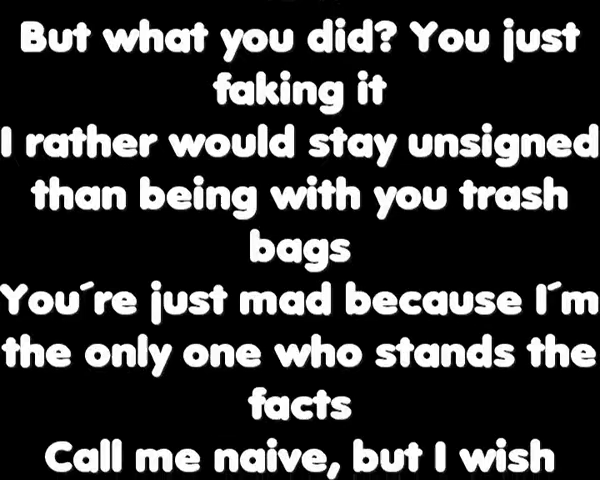 But what you did? You just
faking it
I rather would stay unsigned
than being with you trash
bags
You´re just mad because I´m
the only one who stands the
facts
Call me naive, but I wish